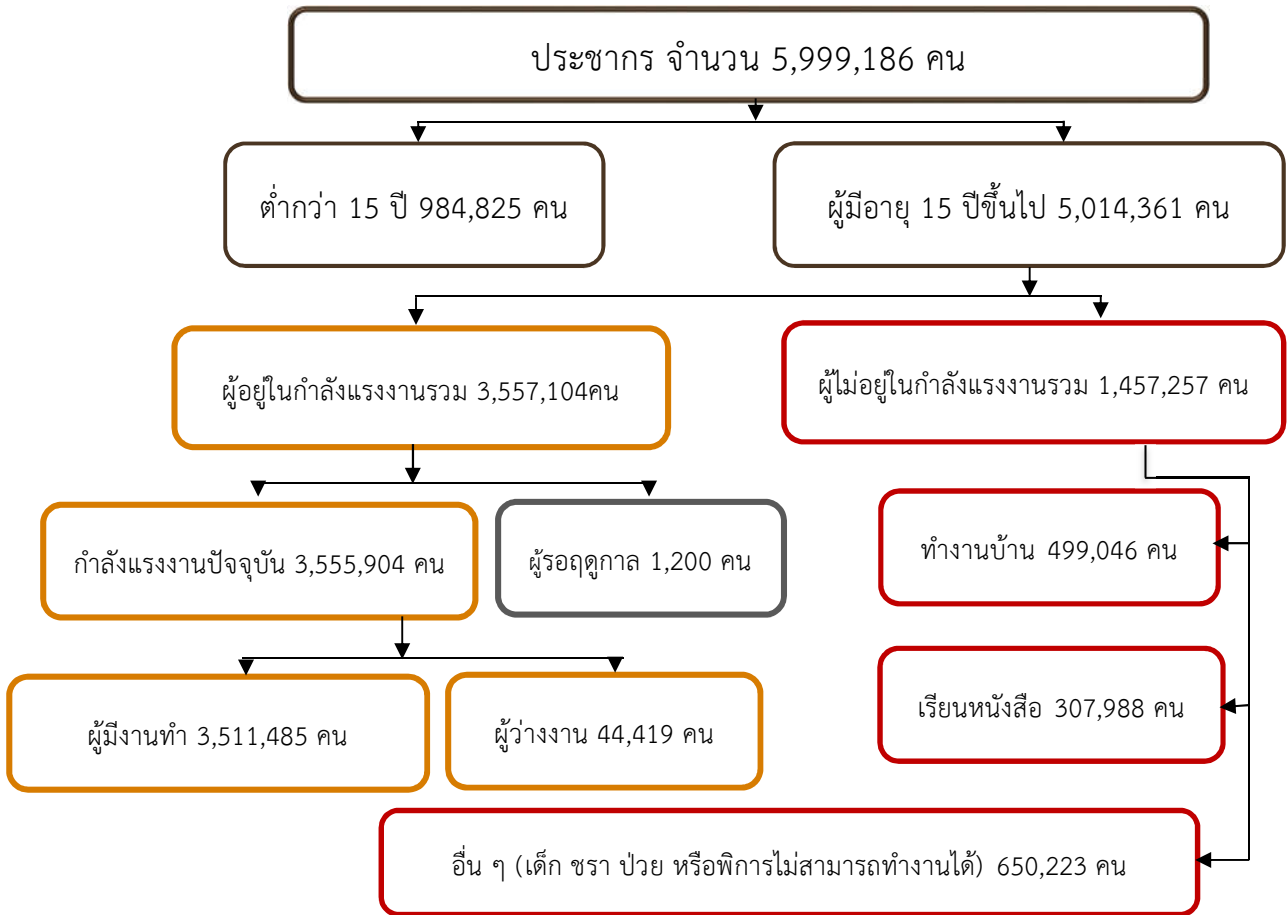 ประชากร จำนวน 5,999,186 คน
ต่ำกว่า 15 ปี 984,825 คน
ผู้มีอายุ 15 ปีขึ้นไป 5,014,361 คน
ผู้อยู่ในกำลังแรงงานรวม 3,557,104คน
ผู้ไม่อยู่ในกำลังแรงงานรวม 1,457,257 คน
กำลังแรงงานปัจจุบัน 3,555,904 คน
ผู้รอฤดูกาล 1,200 คน
ทำงานบ้าน 499,046 คน
ผู้มีงานทำ 3,511,485 คน
ผู้ว่างงาน 44,419 คน
เรียนหนังสือ 307,988 คน
อื่น ๆ (เด็ก ชรา ป่วย หรือพิการไม่สามารถทำงานได้) 650,223 คน